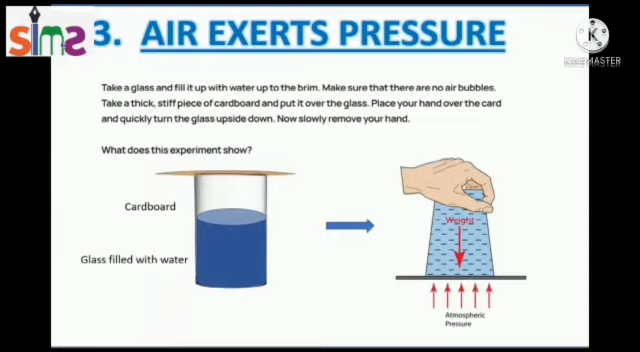 SIMS
3. AIR EXERTS PRESSURE
K
KINEMASTER
Take a glass and fill it up with water up to the brim. Make sure that there are no air bubbles.
Take a thick, stiff piece of cardboard and put it over the glass. Place your hand over the card
and quickly turn the glass upside down. Now slowly remove your hand.
What does this experiment show?
Cardboard
Glass filled with water
Weight
Atmospheric
Pressure